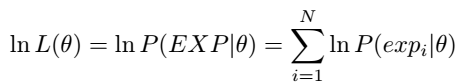 ln L(θ) = ln P(EXP|θ) = ∑_{i=1}^{N} ln P(exp_i|θ)